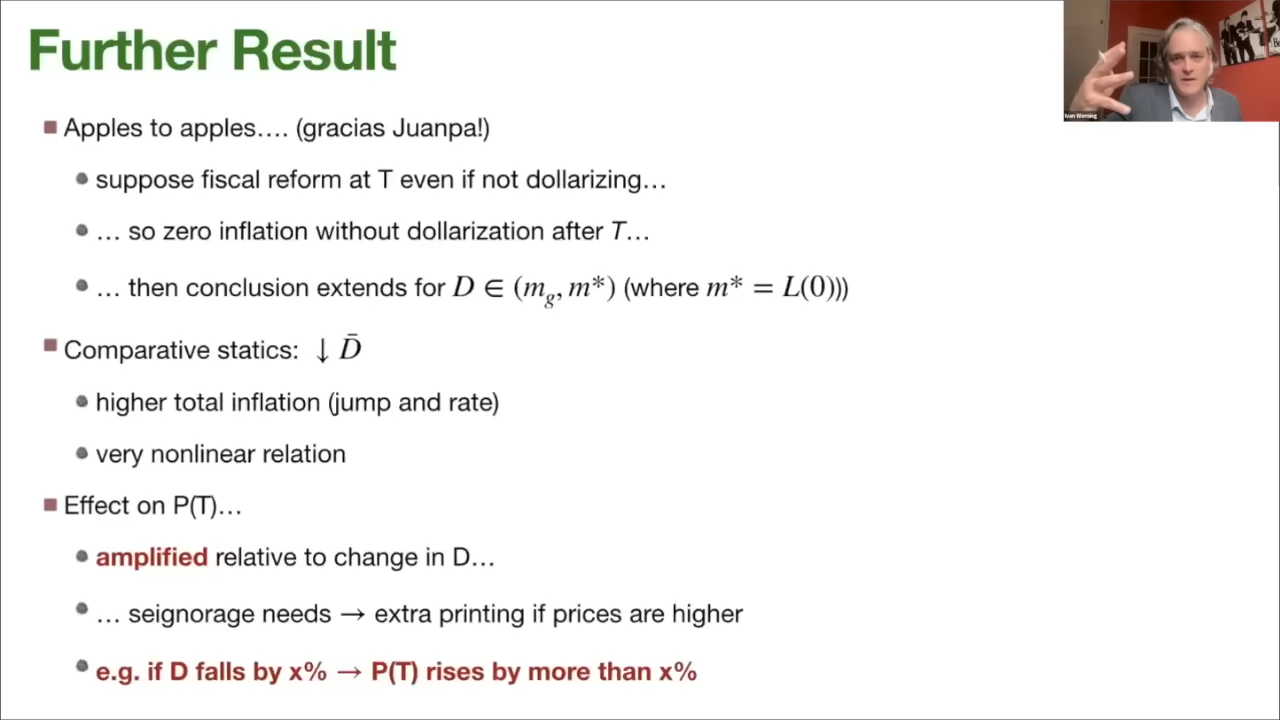 Further Result
Apples to apples…. (gracias Juanpa!)
suppose fiscal reform at T even if not dollarizing…
… so zero inflation without dollarization after T…
… then conclusion extends for D ∈ (m_g, m*) (where m* = L(0)))
Comparative statics: ↓ D̄
higher total inflation (jump and rate)
very nonlinear relation
Effect on P(T)…
amplified relative to change in D…
… seignorage needs → extra printing if prices are higher
e.g. if D falls by x% → P(T) rises by more than x%
Ivan Werning